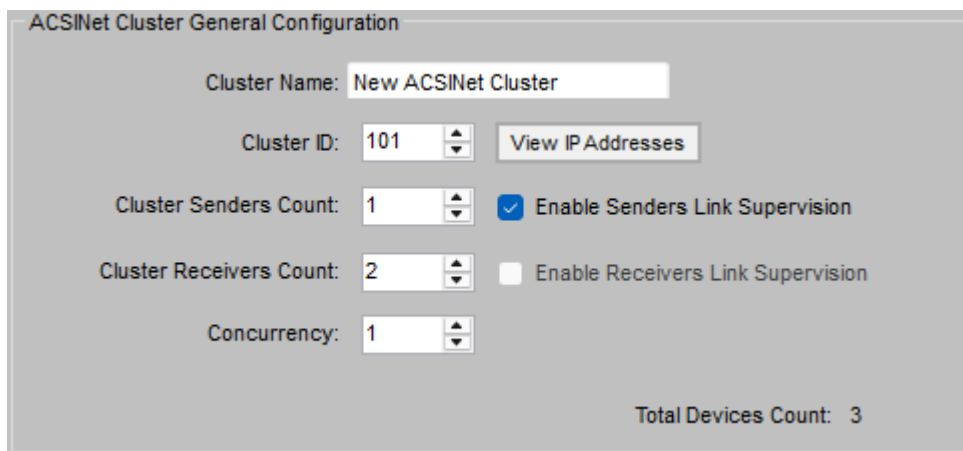 ACSINet Cluster General Configuration
Cluster Name: New ACSINet Cluster
Cluster ID: 101 View IP Addresses
Cluster Senders Count: 1 Enable Senders Link Supervision
Cluster Receivers Count: 2 Enable Receivers Link Supervision
Concurrency: 1
Total Devices Count: 3